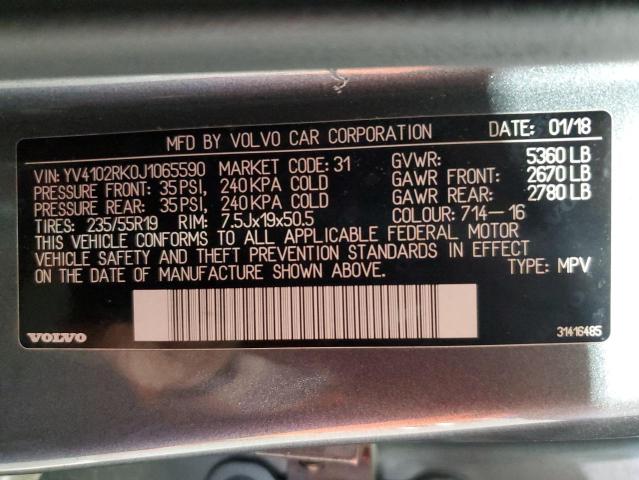 MFD BY VOLVO CAR CORPORATION DATE: 01/18
VIN: YV4102RK0J1065590 MARKET CODE: 31 GVWR: 5360 LB
PRESSURE FRONT: 35 PSI, 240 KPA COLD GAWR FRONT: 2670 LB
PRESSURE REAR: 35 PSI, 240 KPA COLD GAWR REAR: 2780 LB
TIRES: 235/55R19 RIM: 7.5Jx19x50.5 COLOUR: 714-16
THIS VEHICLE CONFORMS TO ALL APPLICABLE FEDERAL MOTOR
VEHICLE SAFETY AND THEFT PREVENTION STANDARDS IN EFFECT
ON THE DATE OF MANUFACTURE SHOWN ABOVE. TYPE: MPV
VOLVO 31416485